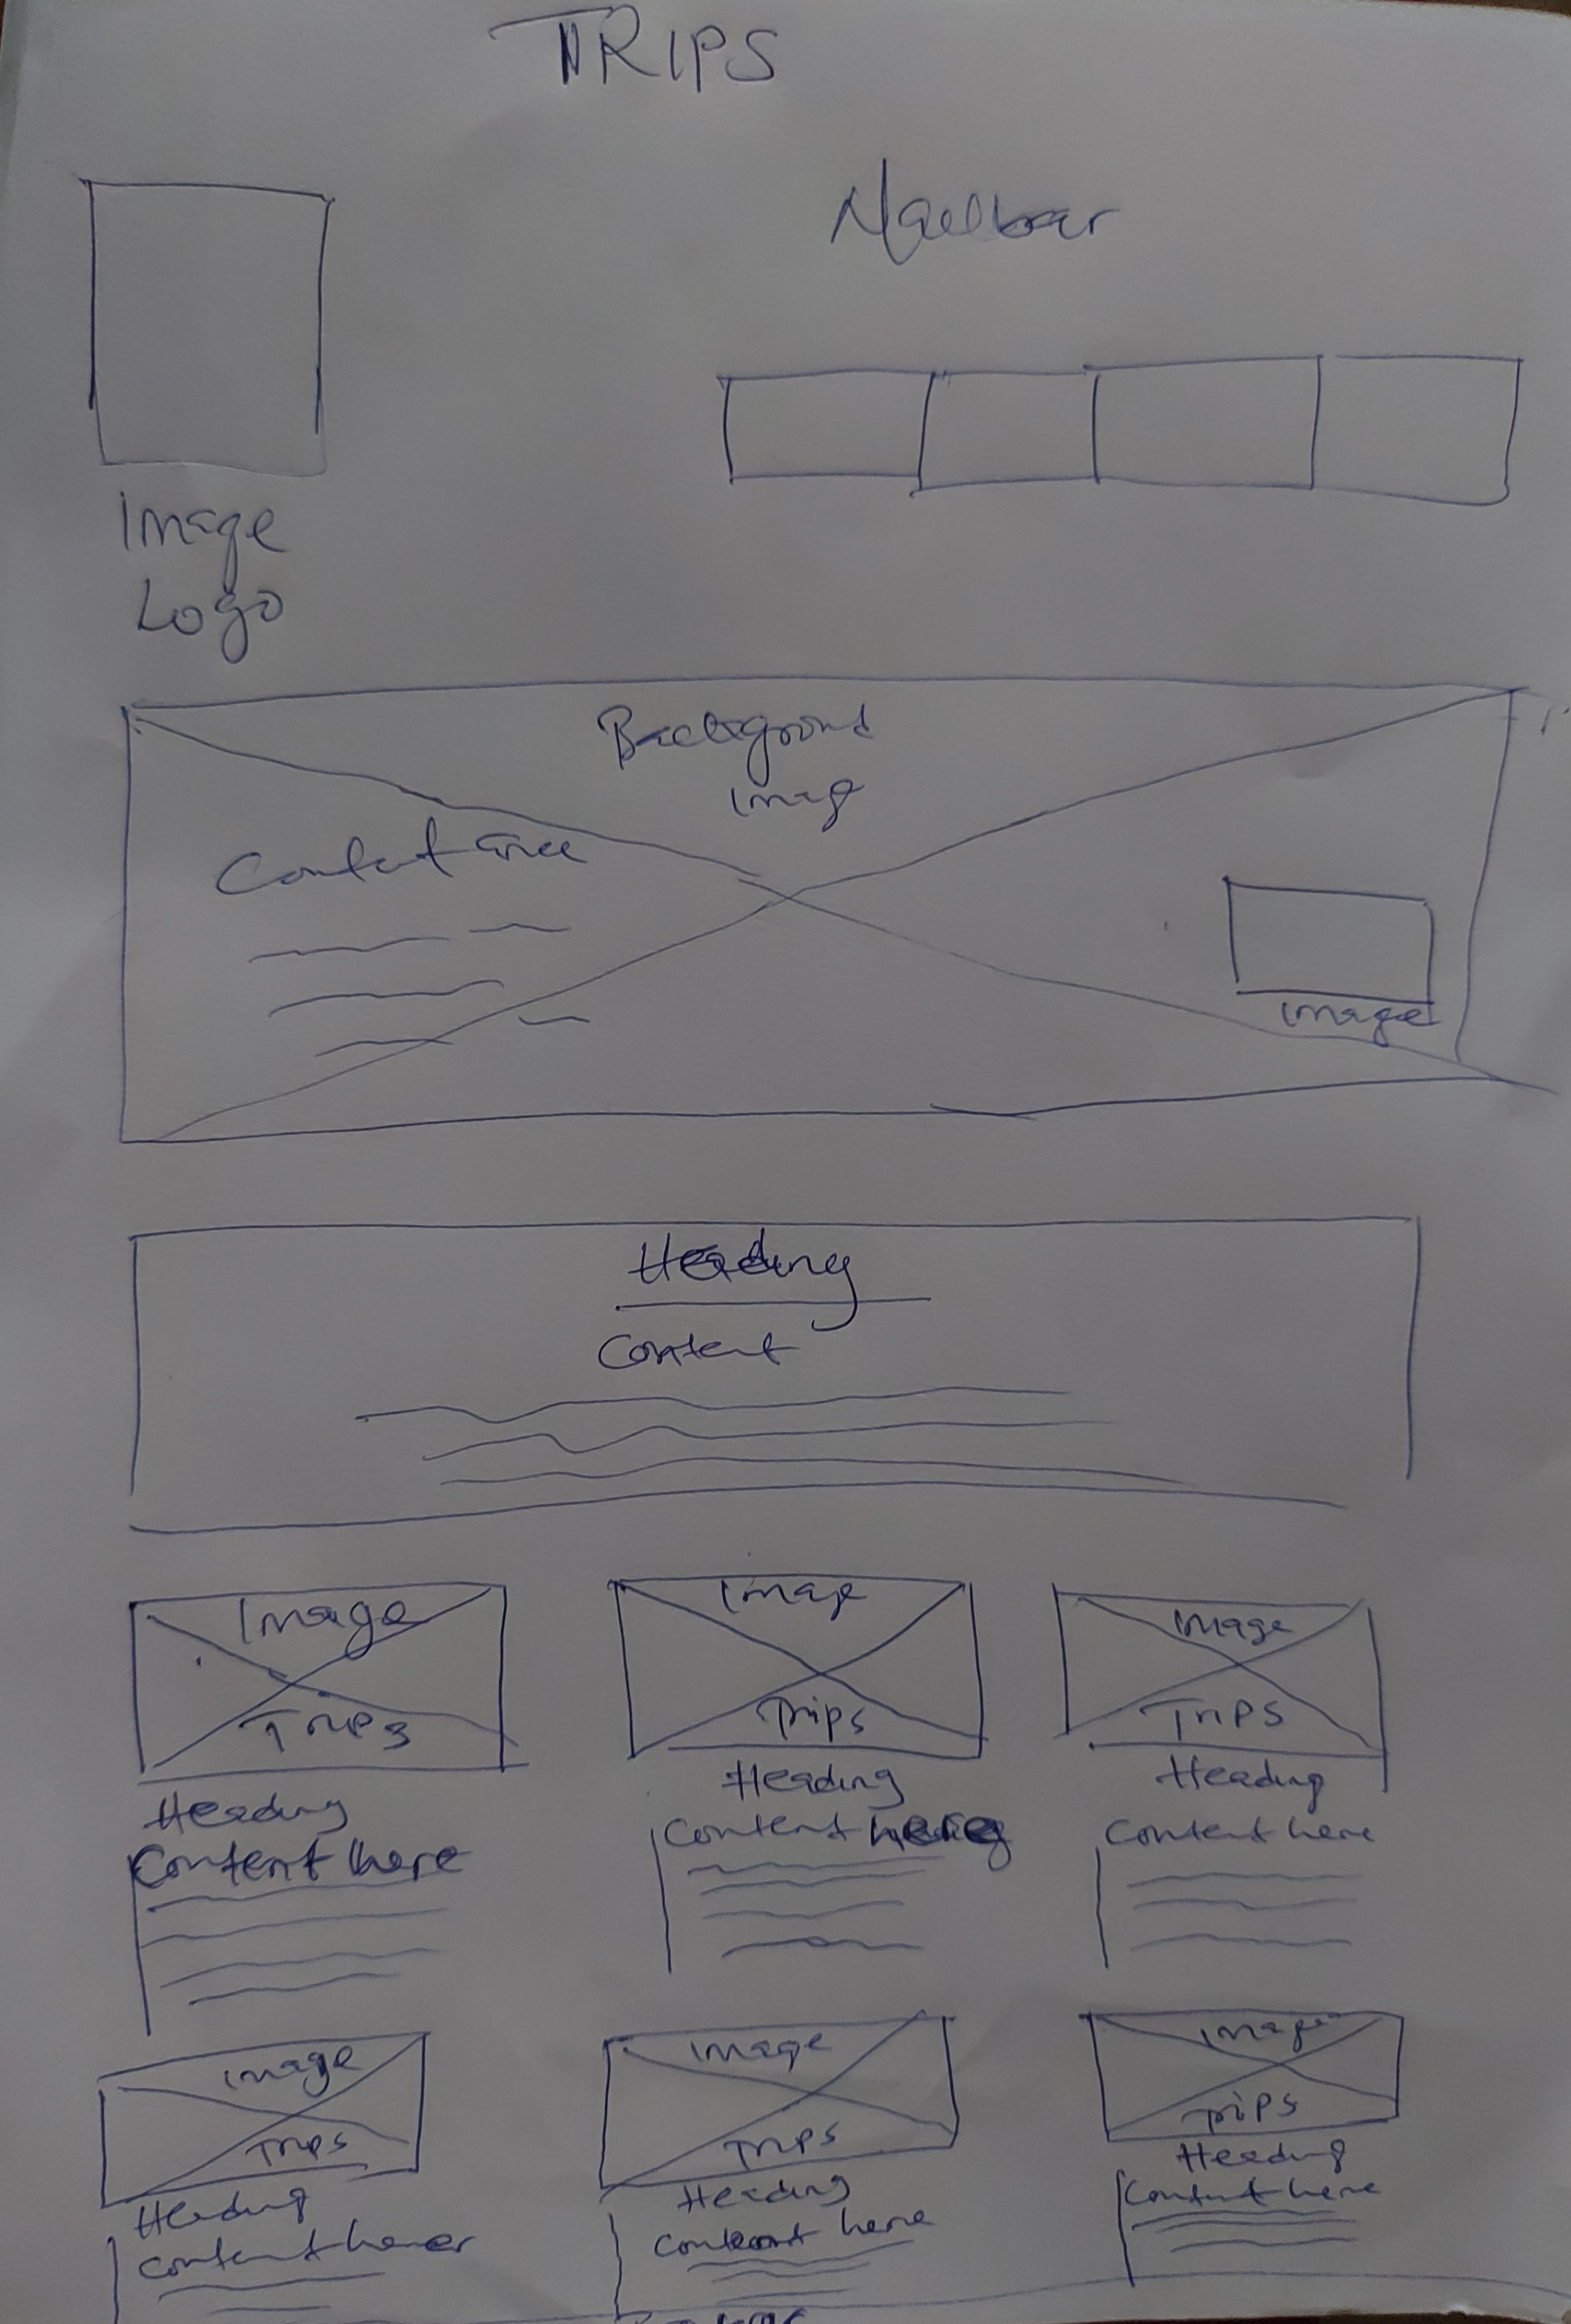 TRIPS
Navbar
Image
Logo
Background
Imag
Content area
Image
Heading
Content
Image
Trips
Image
Trips
Image
Trips
Heading
Content here
Heading
Content here
Heading
Content here
Image
Trips
Image
Trips
Image
Trips
Heading
Content here
Heading
Content here
Heading
Content here